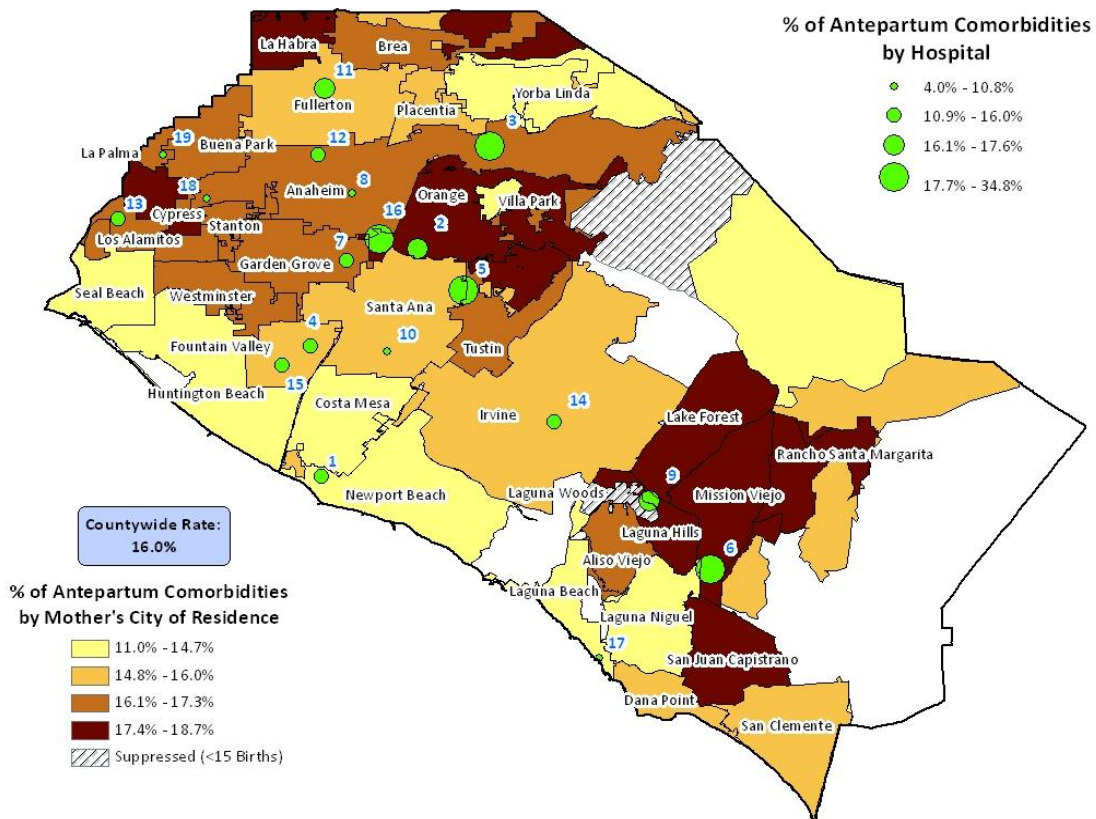 % of Antepartum Comorbidities
by Hospital
4.0% - 10.8%
10.9% - 16.0%
16.1% - 17.6%
17.7% - 34.8%
La Habra
Brea
11
Fullerton
Placentia
Yorba Linda
3
19
La Palma
Buena Park
12
18
Anaheim
8
Orange
Villa Park
13
Cypress
16
2
Los Alamitos
Stanton
7
Garden Grove
5
Seal Beach
Westminster
Santa Ana
4
10
Fountain Valley
Tustin
15
Huntington Beach
Costa Mesa
Irvine
14
Lake Forest
1
Newport Beach
9
Rancho Santa Margarita
Laguna Woods
Mission Viejo
Laguna Hills
6
Aliso Viejo
Laguna Beach
Laguna Niguel
17
San Juan Capistrano
Dana Point
San Clemente
Countywide Rate:
16.0%
% of Antepartum Comorbidities
by Mother's City of Residence
11.0% - 14.7%
14.8% - 16.0%
16.1% - 17.3%
17.4% - 18.7%
Suppressed (<15 Births)